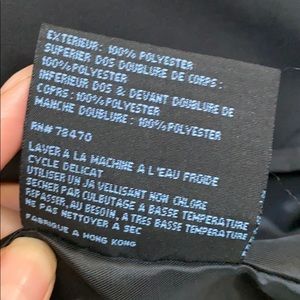 EXTERIEUR: 100% POLYESTER
SUPERIER DOS DOUBLURE DE CORPS:
100% POLYESTER
INFERIEUR DOS & DEVANT DOUBLURE DE
COPRS: 100% POLYESTER
MANCHE DOUBLURE: 100% POLYESTER
RN# 78470
LAVER A LA MACHINE A L'EAU FROIDE
CYCLE DELICAT
UTILISER UN JA VELLISANT NON CHLORE
SECHER PAR CULBUTAGE A BASSE TEMPERATURE
REPASSER, AU BESOIN, A TRES BASSE TEMPERATURE
NE PAS NETTOYER A SEC
FABRIQUE A HONG KONG